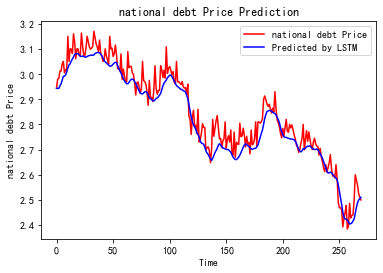 national debt Price Prediction
national debt Price
Predicted by LSTM
3.2
3.1
3.0
2.9
2.8
2.7
2.6
2.5
2.4
national debt Price
0 50 100 150 200 250
Time